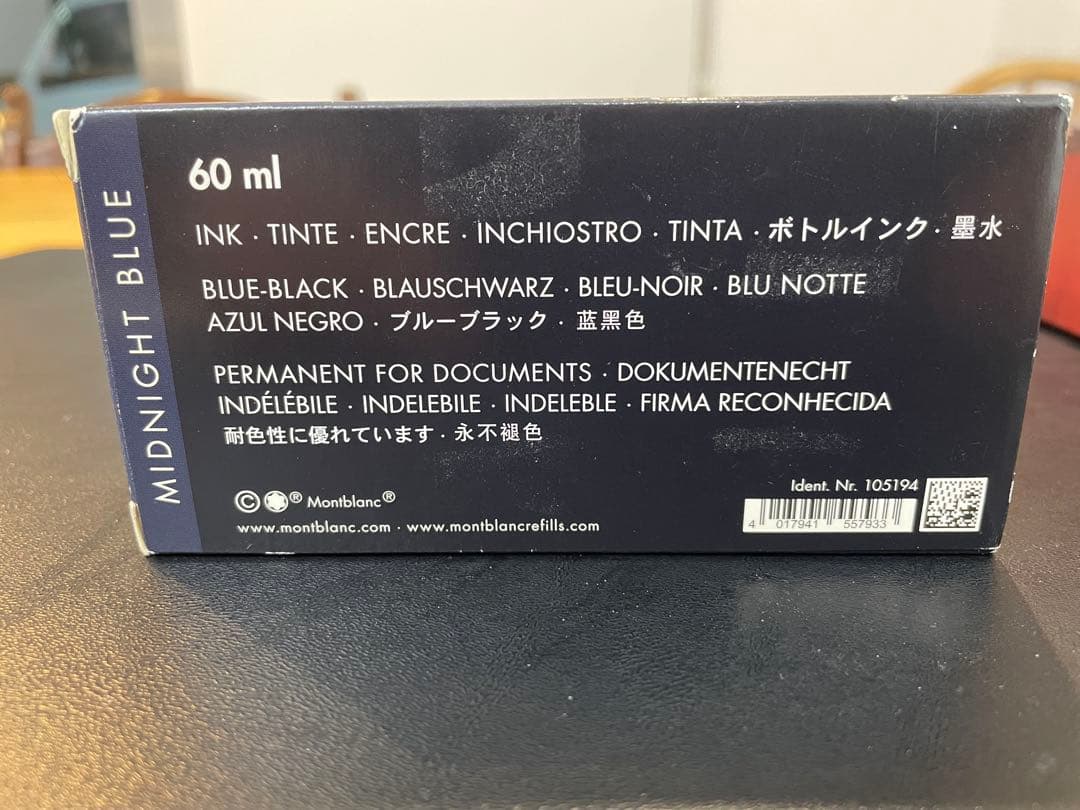 MIDNIGHT BLUE
60 ml
INK · TINTE · ENCRE · INCHIOSTRO · TINTA · ボトルインク · 墨水
BLUE-BLACK · BLAUSCHWARZ · BLEU-NOIR · BLU NOTTE
AZUL NEGRO · ブルーブラック · 蓝黑色
PERMANENT FOR DOCUMENTS · DOKUMENTENECHT
INDÉLÉBILE · INDELEBILE · INDELEBLE · FIRMA RECONHECIDA
耐色性に優れています · 永不褪色
Ident. Nr. 105194
© ® Montblanc®
www.montblanc.com · www.montblancrefills.com
4 017941 557933